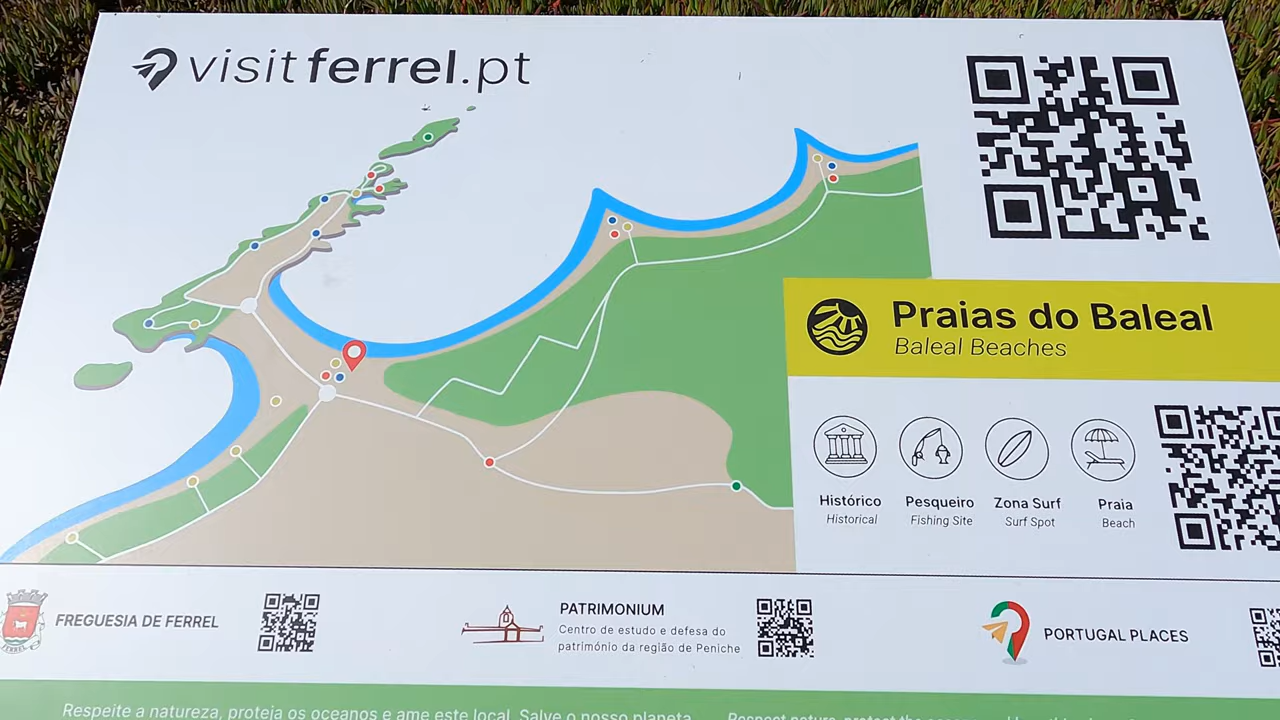 visitferrel.pt
Praias do Baleal
Baleal Beaches
Histórico
Historical
Pesqueiro
Fishing Site
Zona Surf
Surf Spot
Praia
Beach
FERREL
FREGUESIA DE FERREL
PATRIMONIUM
Centro de estudo e defesa do
património da região de Peniche
PORTUGAL PLACES
Respeite a natureza, proteja os oceanos e ame este local. Salve o nosso planeta
Respect nature, protect the